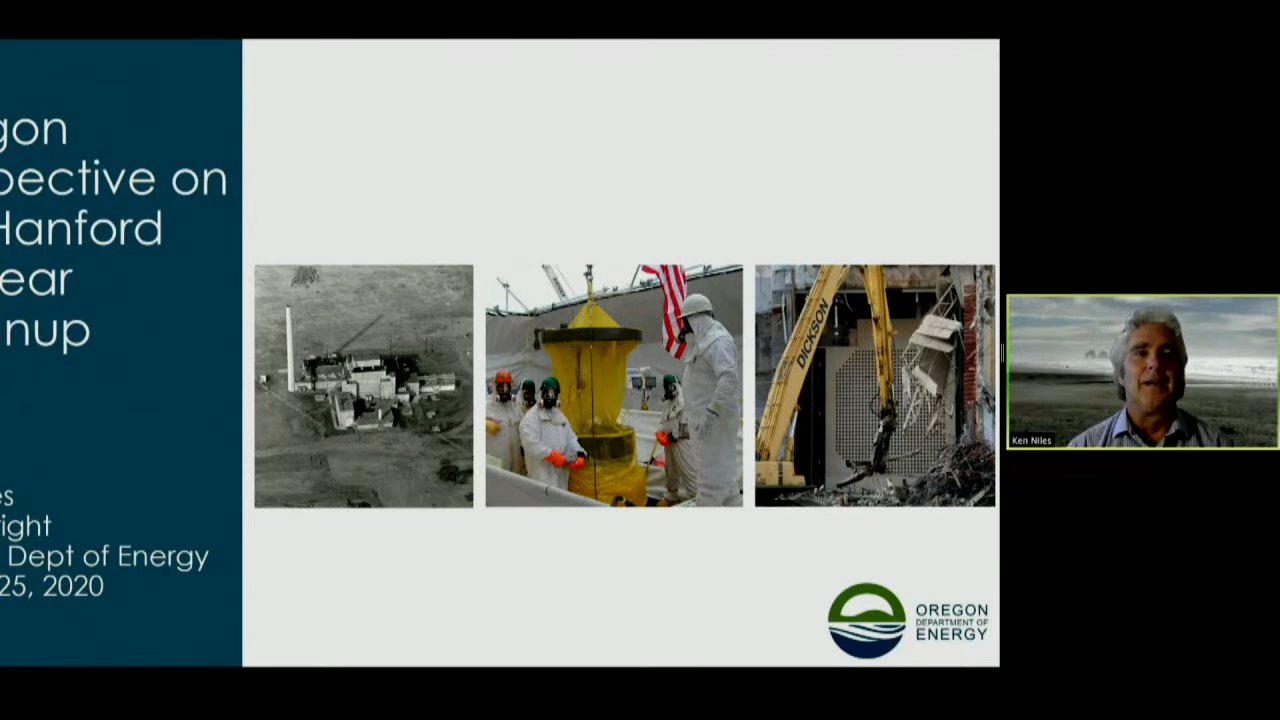 gon
pective on
Hanford
ear
nup
es
right
Dept of Energy
25, 2020
DICKSON
OREGON
DEPARTMENT OF
ENERGY
Ken Niles